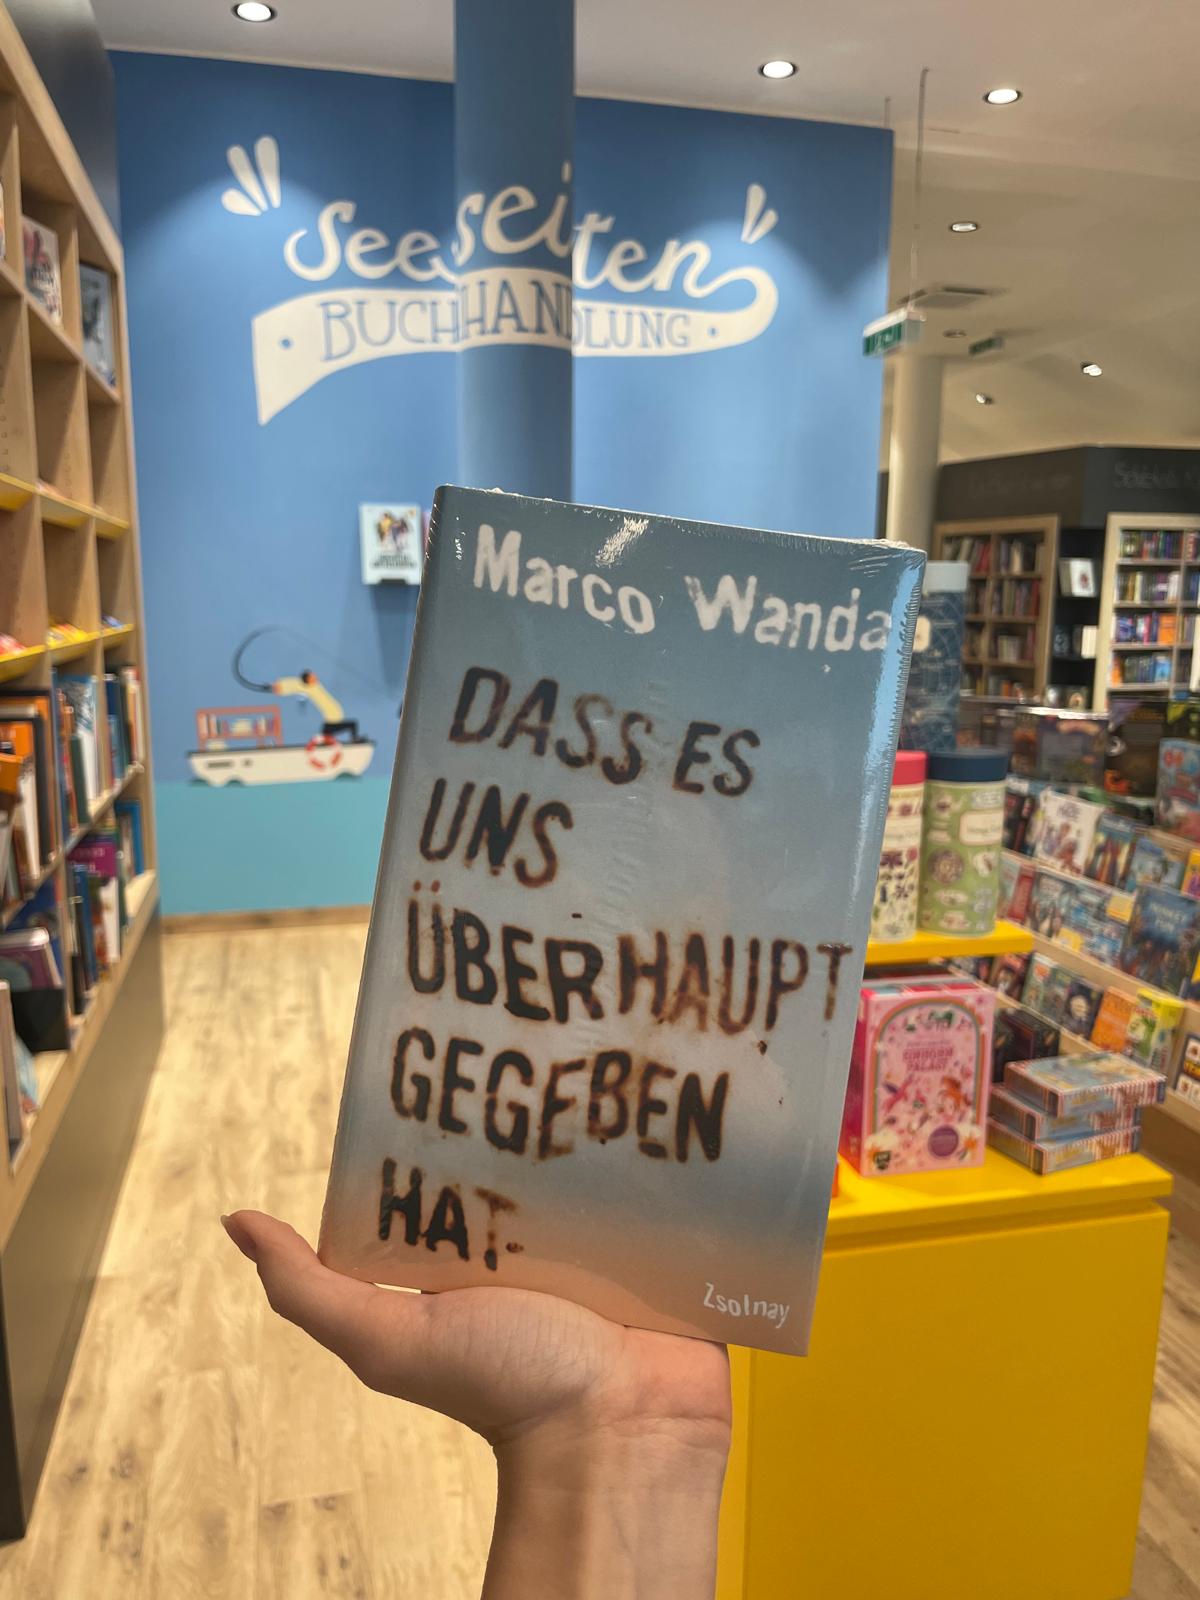 Seeseiten
BUCHHANDLUNG
Marco Wanda
DASS ES
UNS
ÜBERHAUPT
GEGEBEN
HAT.
Zsolnay